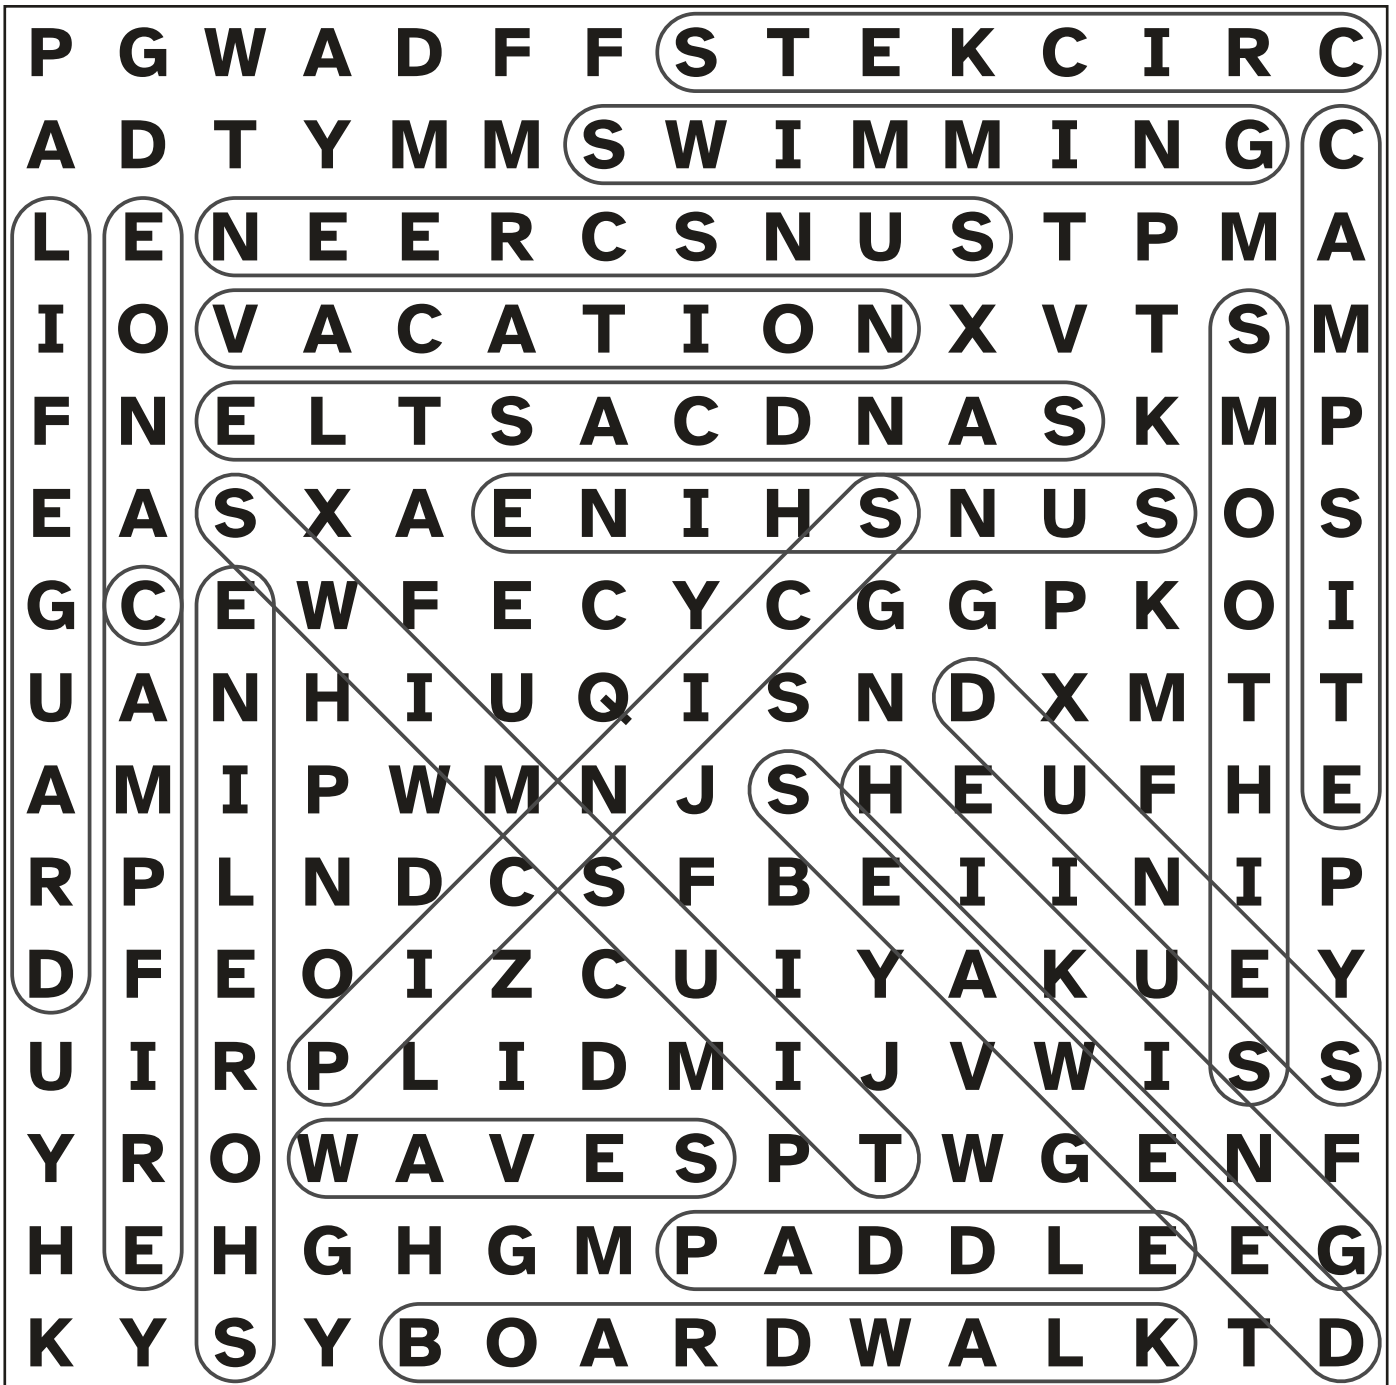 P G W A D F F S T E K C I R C
A D T Y M M S W I M M I N G C
L E N E E R C S N U S T P M A
I O V A C A T I O N X V T S M
F N E L T S A C D N A S K M P
E A S X A E N I H S N U S O S
G C E W F E C Y C G G P K O I
U A N H I U Q I S N D X M T T
A M I P W M N J S H E U F H E
R P L N D C S F B E I I N I P
D F E O I Z C U I Y A K U E Y
U I R P L I D M I J V W I S S
Y R O W A V E S P T W G E N F
H E H G H G M P A D D L E E G
K Y S Y B O A R D W A L K T D